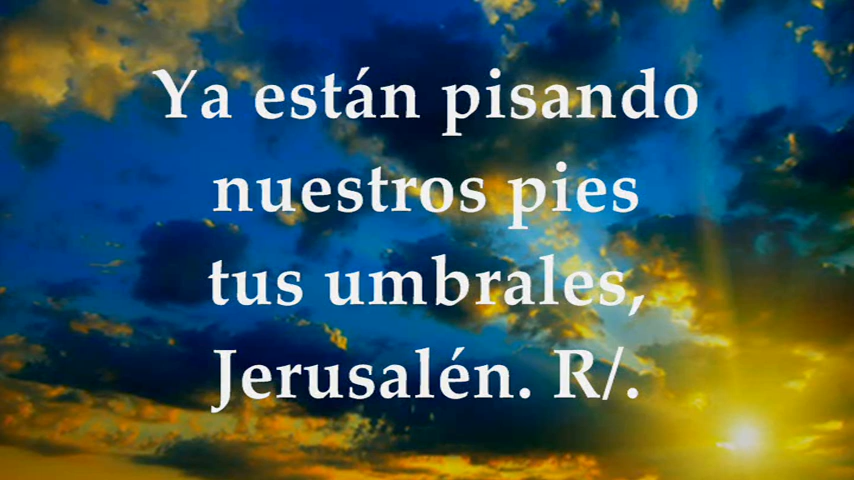 Ya están pisando
nuestros pies
tus umbrales,
Jerusalén. R/.